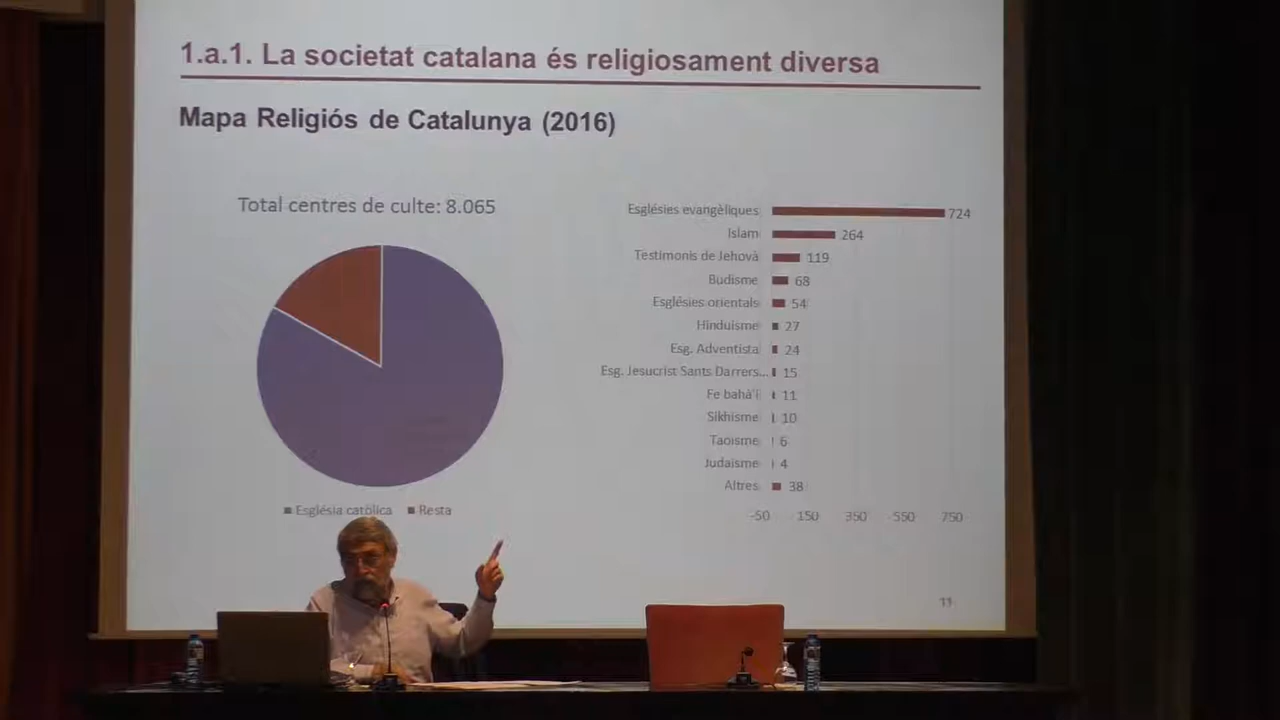 1.a.1. La societat catalana és religiosament diversa
Mapa Religiós de Catalunya (2016)
Total centres de culte: 8.065
Església catòlica Resta
Esglésies evangèliques 724
Islam 264
Testimonis de Jehovà 119
Budisme 68
Esglésies orientals 54
Hinduisme 27
Esg. Adventista 24
Esg. Jesucrist Sants Darrers... 15
Fe bahà'í 11
Sikhisme 10
Taoisme 6
Judaisme 4
Altres 38
-50 150 350 550 750
11